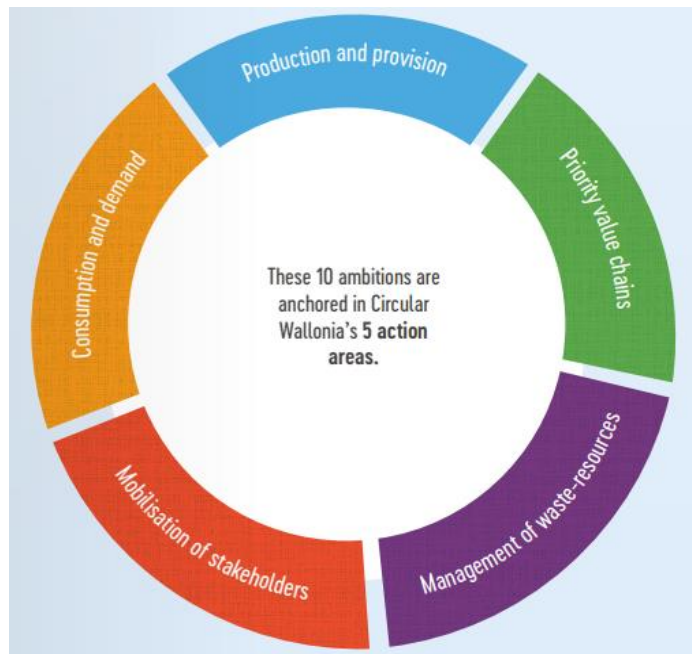 Production and provision
Priority value chains
Management of waste-resources
Mobilisation of stakeholders
Consumption and demand
These 10 ambitions are
anchored in Circular
Wallonia’s 5 action
areas.